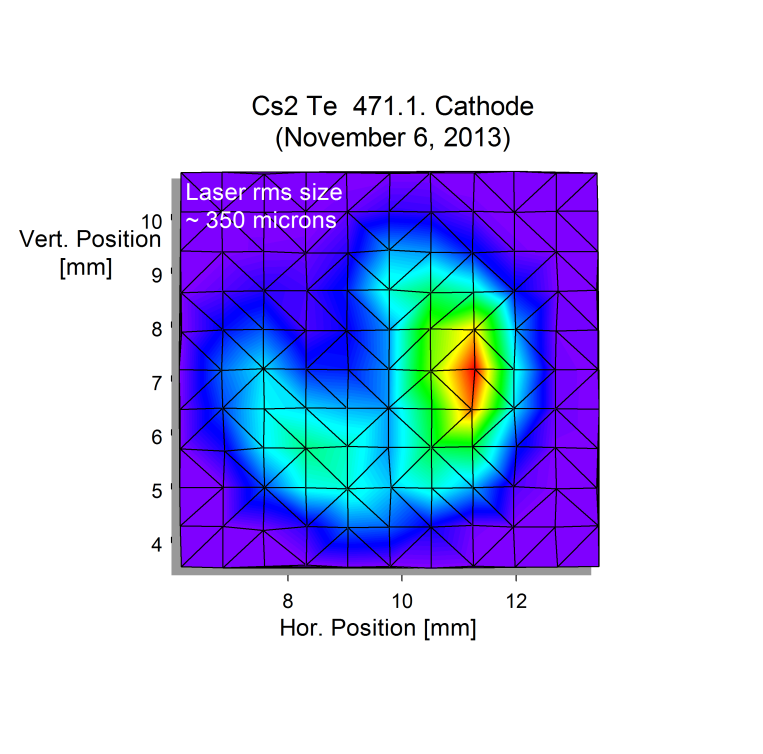 Cs2 Te  471.1. Cathode
(November 6, 2013)
Laser rms size
~ 350 microns
Vert. Position
[mm]
10
9
8
7
6
5
4
8 10 12
Hor. Position [mm]